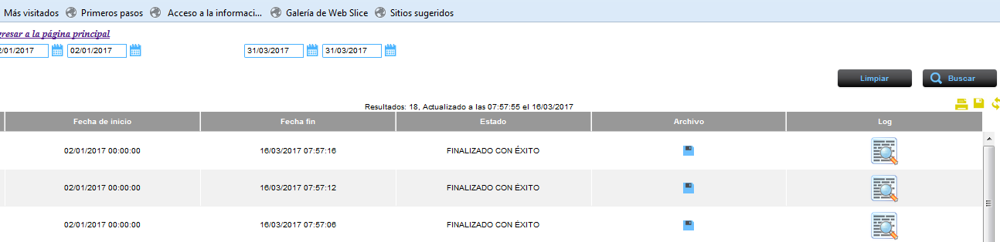 Más visitados Primeros pasos Acceso a la informaci... Galería de Web Slice Sitios sugeridos
gresar a la página principal
/01/2017 02/01/2017 31/03/2017 31/03/2017
Limpiar Buscar
Resultados: 18, Actualizado a las 07:57:55 el 16/03/2017
Fecha de inicio Fecha fin Estado Archivo Log
02/01/2017 00:00:00 16/03/2017 07:57:16 FINALIZADO CON ÉXITO
02/01/2017 00:00:00 16/03/2017 07:57:12 FINALIZADO CON ÉXITO
02/01/2017 00:00:00 16/03/2017 07:57:06 FINALIZADO CON ÉXITO